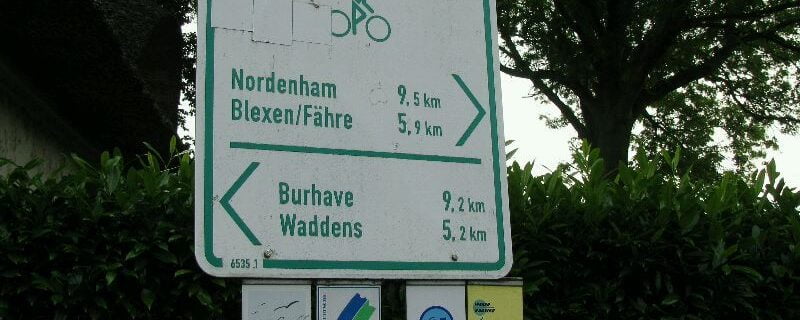 Nordenham 9,5 km
Blexen/Fähre 5,9 km
Burhave 9,2 km
Waddens 5,2 km
6535.1